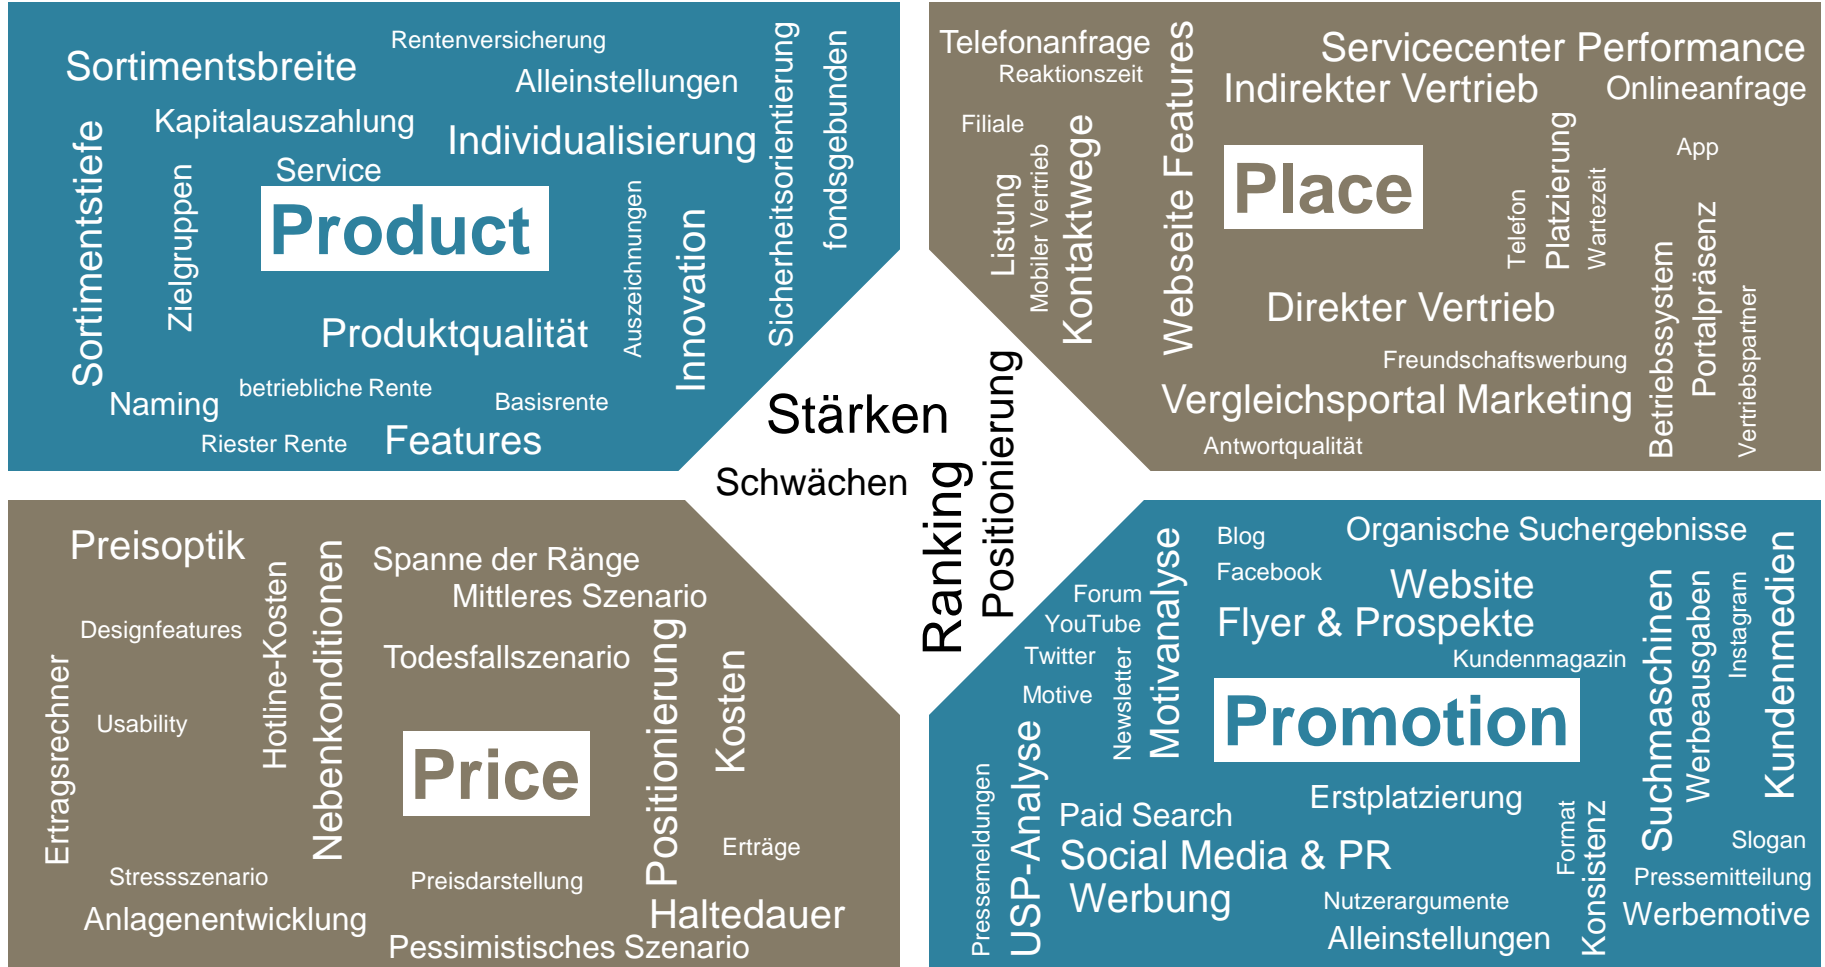 Rentenversicherung
Sortimentsbreite
Alleinstellungen
Kapitalauszahlung
Individualisierung
Sicherheitsorientierung
fondsgebunden
Sortimentstiefe
Zielgruppen
Service
Product
Auszeichnungen
Innovation
Produktqualität
betriebliche Rente
Naming
Basisrente
Riester Rente
Features
Telefonanfrage
Reaktionszeit
Webseite Features
Servicecenter Performance
Indirekter Vertrieb
Onlineanfrage
Filiale
Listung
Mobiler Vertrieb
Kontaktwege
Place
Telefon
Platzierung
Wartezeit
App
Direkter Vertrieb
Betriebssystem
Portalpräsenz
Vertriebspartner
Freundschaftswerbung
Vergleichsportal Marketing
Antwortqualität
Stärken
Schwächen
Ranking
Positionierung
Preisoptik
Spanne der Ränge
Mittleres Szenario
Designfeatures
Hotline-Kosten
Nebenkonditionen
Todesfallszenario
Ertragsrechner
Usability
Price
Positionierung
Kosten
Erträge
Stressszenario
Preisdarstellung
Anlagenentwicklung
Haltedauer
Pessimistisches Szenario
Blog
Organische Suchergebnisse
Facebook
Website
Forum
Flyer & Prospekte
YouTube
Twitter
Kundenmagazin
Motive
Newsletter
Motivanalyse
Promotion
Suchmaschinen
Werbeausgaben
Instagram
Kundenmedien
Pressemeldungen
USP-Analyse
Erstplatzierung
Paid Search
Social Media & PR
Werbung
Format
Konsistenz
Slogan
Pressemitteilung
Nutzerargumente
Werbemotive
Alleinstellungen